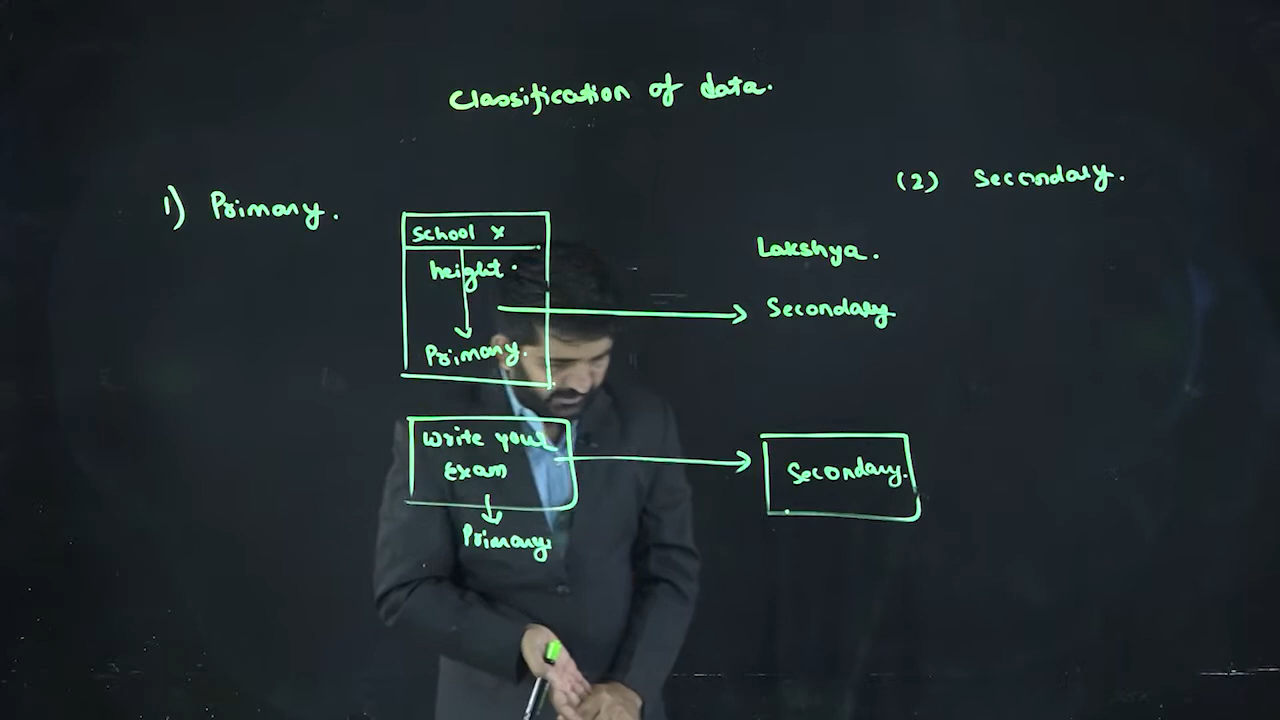 Classification of data.
1) Primary.
(2) Secondary.
School x
height.
Primary.
Lakshya.
Secondary
Write your
Exam
Primary.
Secondary.